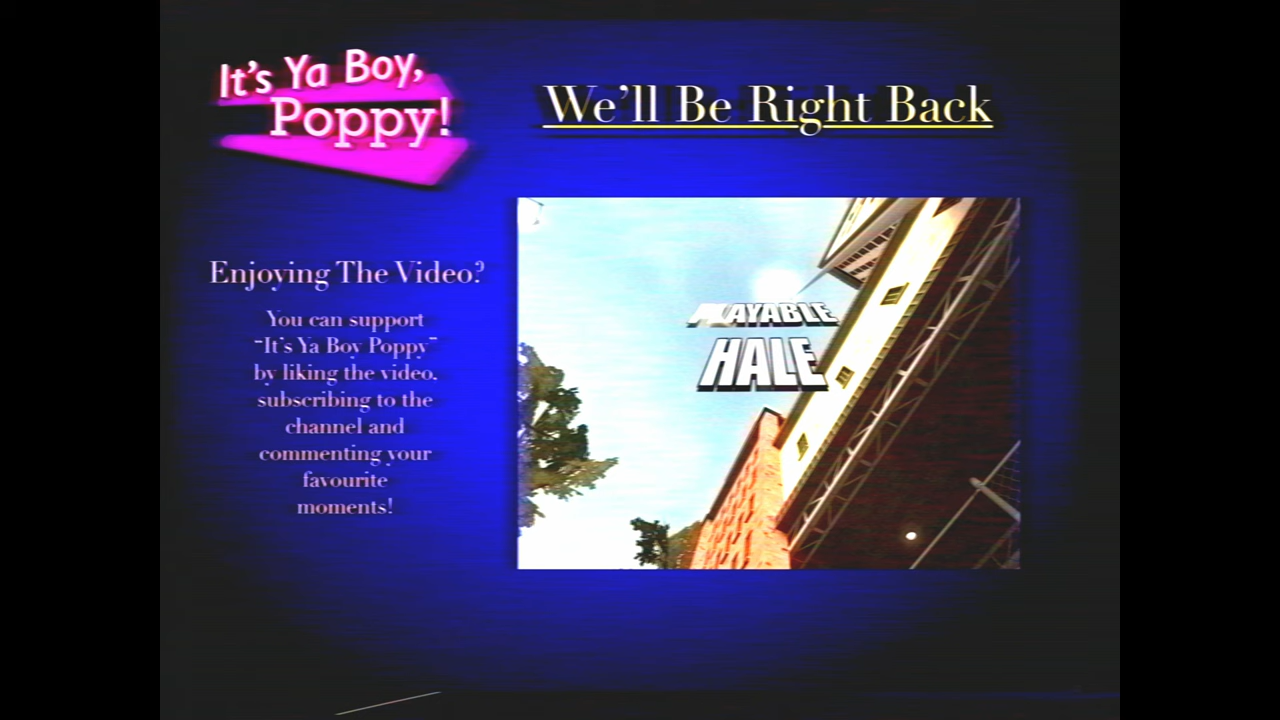 It's Ya Boy,
Poppy!
We'll Be Right Back
Enjoying The Video?
You can support
"It's Ya Boy Poppy"
by liking the video,
subscribing to the
channel and
commenting your
favourite
moments!
PLAYABLE
HALE